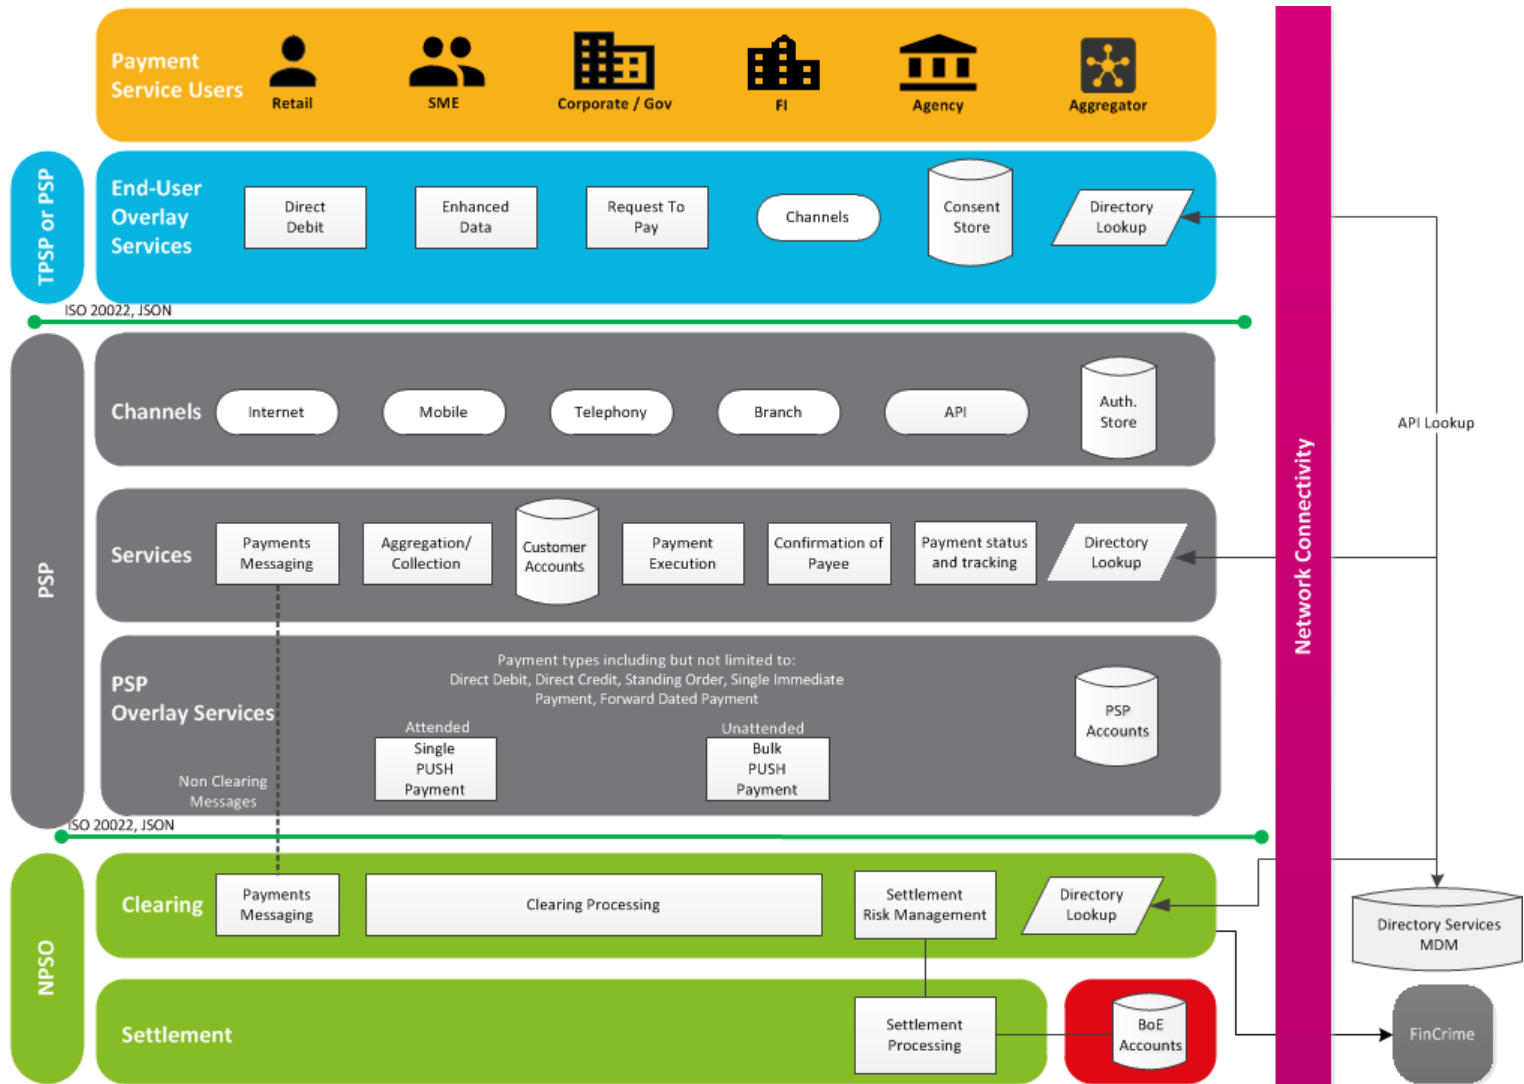 Payment
Service Users
Retail
SME
Corporate / Gov
FI
Agency
Aggregator
TPSP or PSP
End-User
Overlay
Services
Direct
Debit
Enhanced
Data
Request To
Pay
Channels
Consent
Store
Directory
Lookup
ISO 20022, JSON
PSP
Channels
Internet
Mobile
Telephony
Branch
API
Auth.
Store
API Lookup
Network Connectivity
Services
Payments
Messaging
Aggregation/
Collection
Customer
Accounts
Payment
Execution
Confirmation of
Payee
Payment status
and tracking
Directory
Lookup
PSP
Overlay Services
Payment types including but not limited to:
Direct Debit, Direct Credit, Standing Order, Single Immediate
Payment, Forward Dated Payment
Attended
Single
PUSH
Payment
Unattended
Bulk
PUSH
Payment
PSP
Accounts
Non Clearing
Messages
ISO 20022, JSON
NPSO
Clearing
Payments
Messaging
Clearing Processing
Settlement
Risk Management
Directory
Lookup
Directory Services
MDM
Settlement
Settlement
Processing
BoE
Accounts
FinCrime